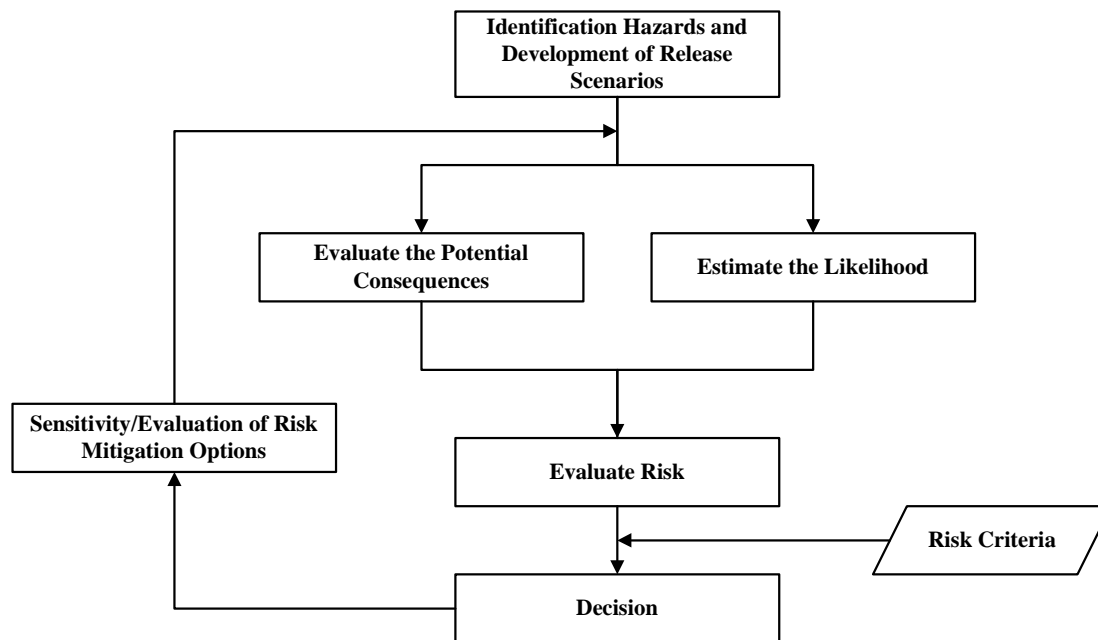 Identification Hazards and
Development of Release
Scenarios
Evaluate the Potential
Consequences
Estimate the Likelihood
Sensitivity/Evaluation of Risk
Mitigation Options
Evaluate Risk
Risk Criteria
Decision